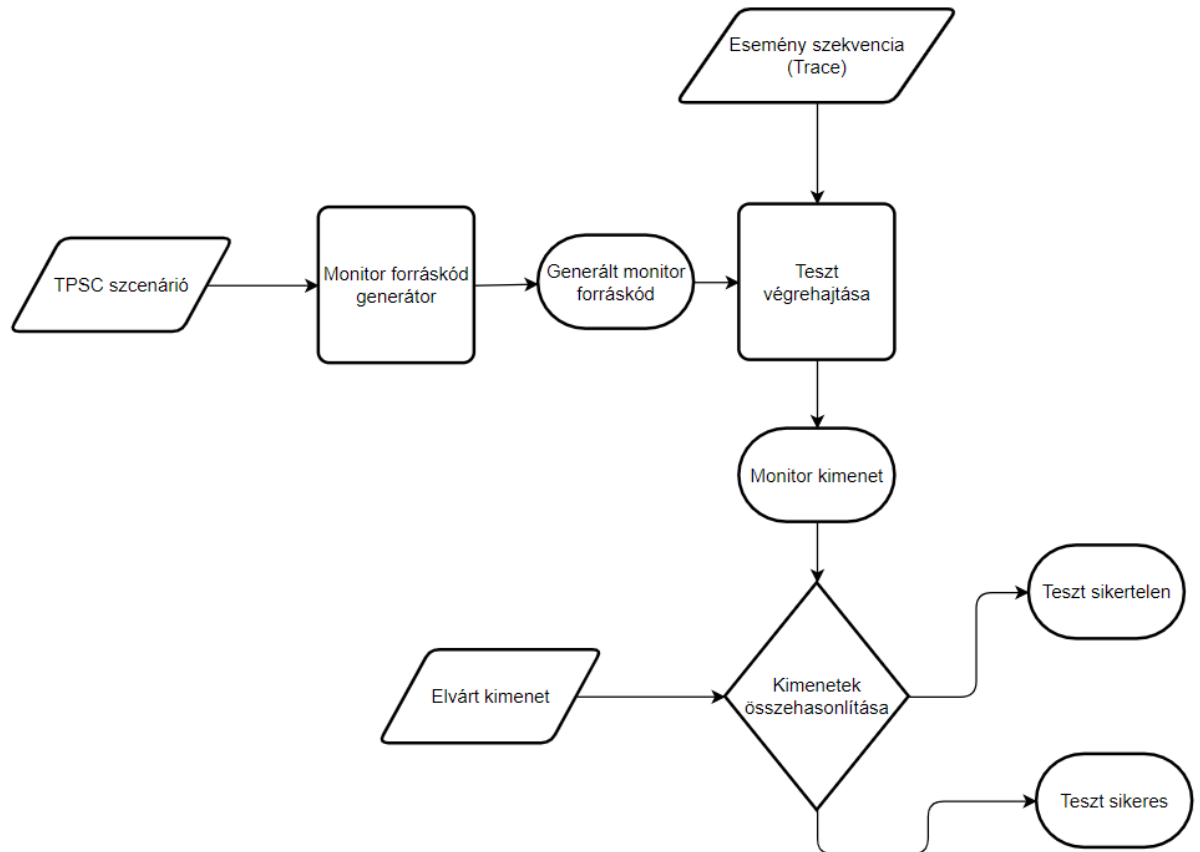 Esemény szekvencia
(Trace)
TPSC szcenárió
Monitor forráskód
generátor
Generált monitor
forráskód
Teszt
végrehajtása
Monitor kimenet
Teszt sikertelen
Elvárt kimenet
Kimenetek
összehasonlítása
Teszt sikeres